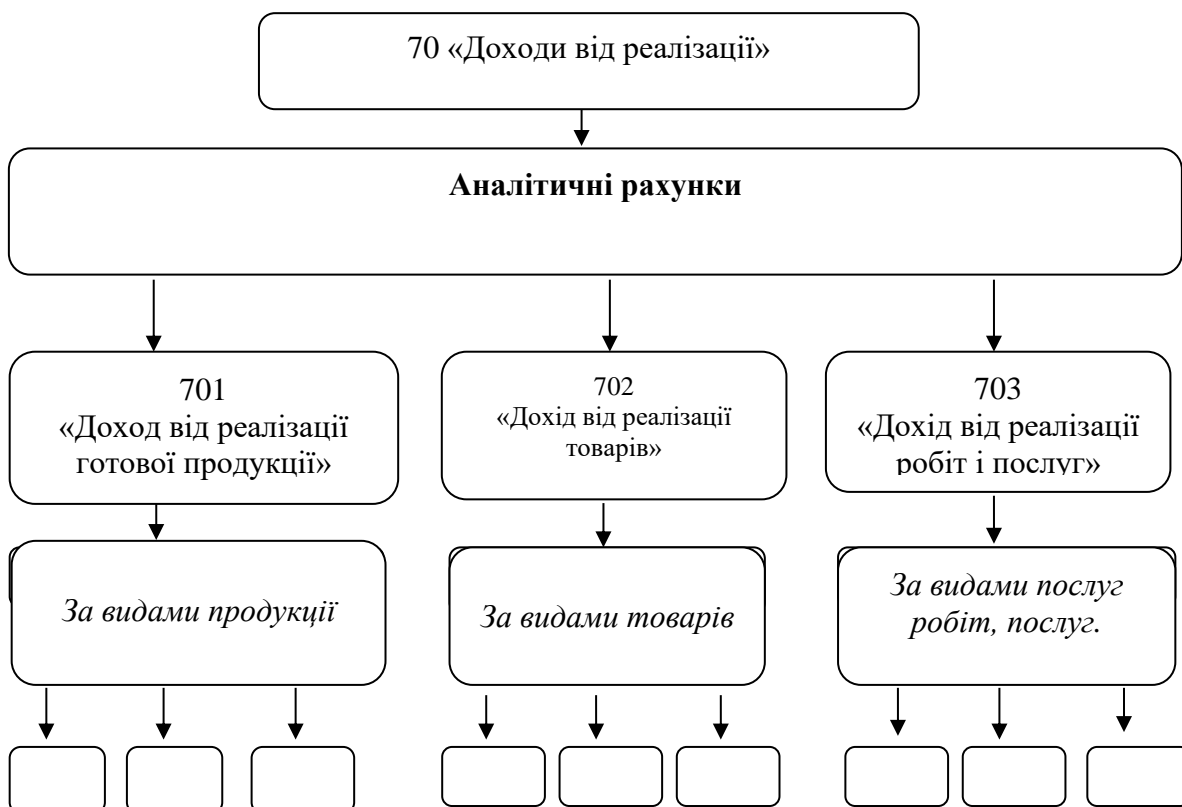 70 «Доходи від реалізації»
Аналітичні рахунки
701
«Доход від реалізації
готової продукції»
702
«Дохід від реалізації
товарів»
703
«Дохід від реалізації
робіт і послуг»
За видами продукції
За видами товарів
За видами послуг
робіт, послуг.